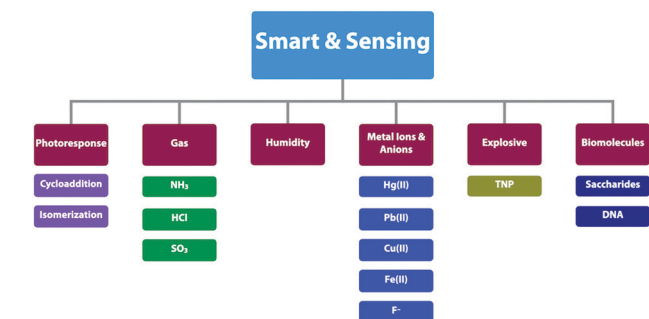 Smart & Sensing
Photoresponse
Cycloaddition
Isomerization
Gas
NH₃
HCl
SO₃
Humidity
Metal Ions &
Anions
Hg(II)
Pb(II)
Cu(II)
Fe(II)
F⁻
Explosive
TNP
Biomolecules
Saccharides
DNA